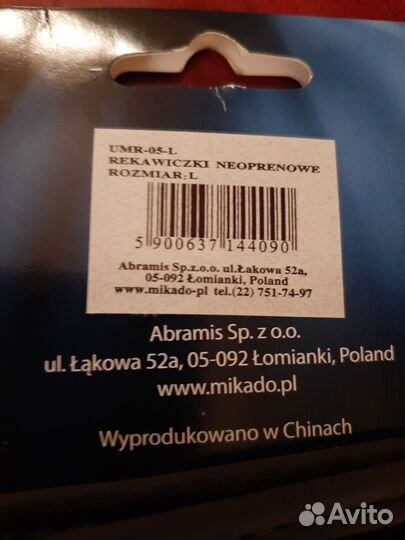 UMR-05-L
REKAWICZKI NEOPRENOWE
ROZMIAR:L
5 900637 144090
Abramis Sp.z.o.o. ul.Łakowa 52a,
05-092 Łomianki, Poland
www.mikado-pl tel.(22) 751-74-97
Abramis Sp. z o.o.
ul. Łąkowa 52a, 05-092 Łomianki, Poland
www.mikado.pl
Wyprodukowano w Chinach
Avito